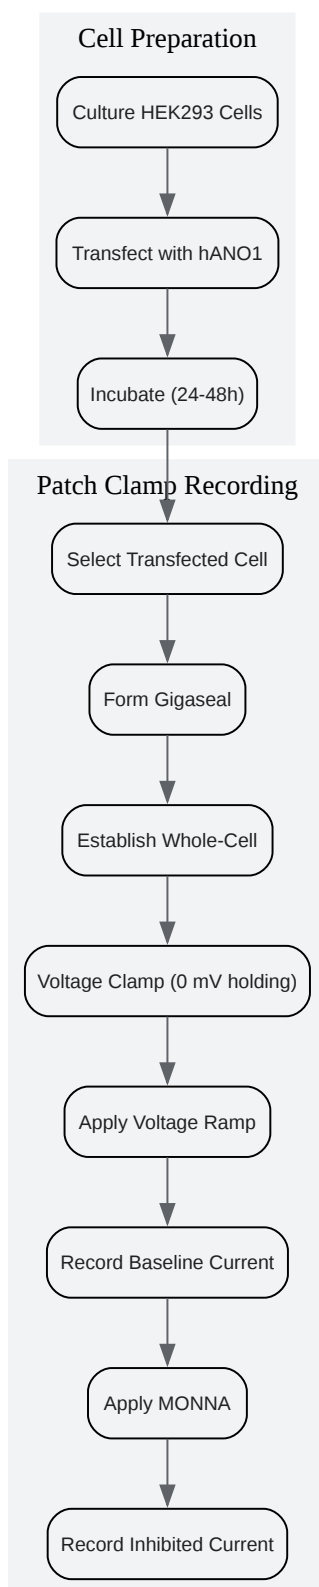 Cell Preparation
Culture HEK293 Cells
Transfect with hANO1
Incubate (24-48h)
Patch Clamp Recording
Select Transfected Cell
Form Gigaseal
Establish Whole-Cell
Voltage Clamp (0 mV holding)
Apply Voltage Ramp
Record Baseline Current
Apply MONNA
Record Inhibited Current